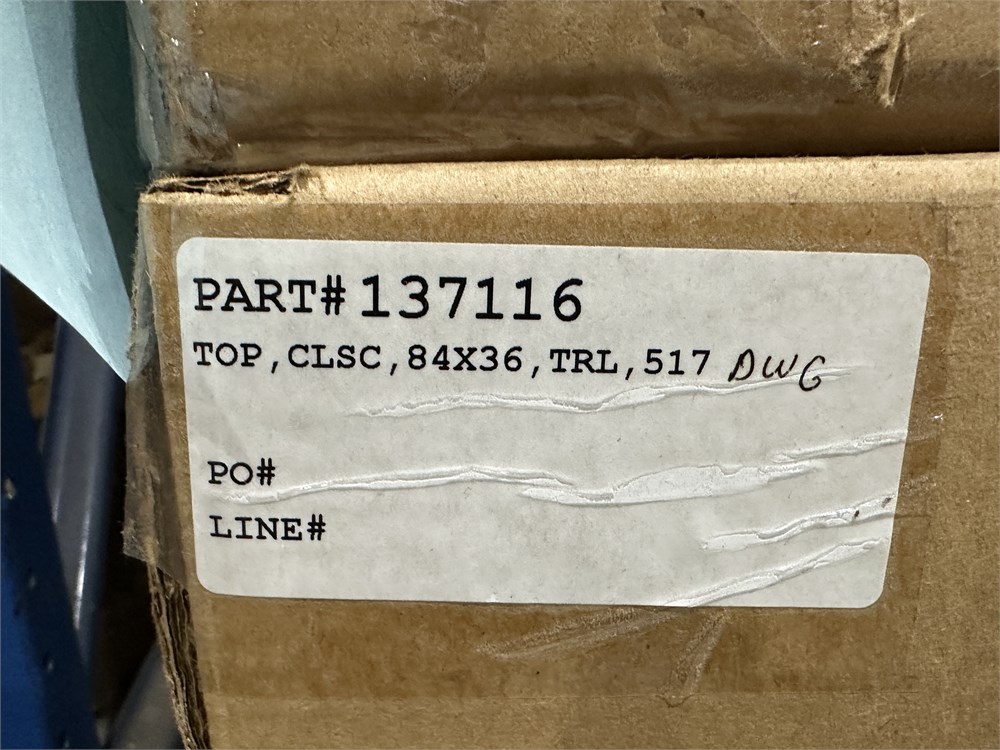 PART# 137116
TOP,CLSC,84X36,TRL,517 DWG
PO#
LINE#